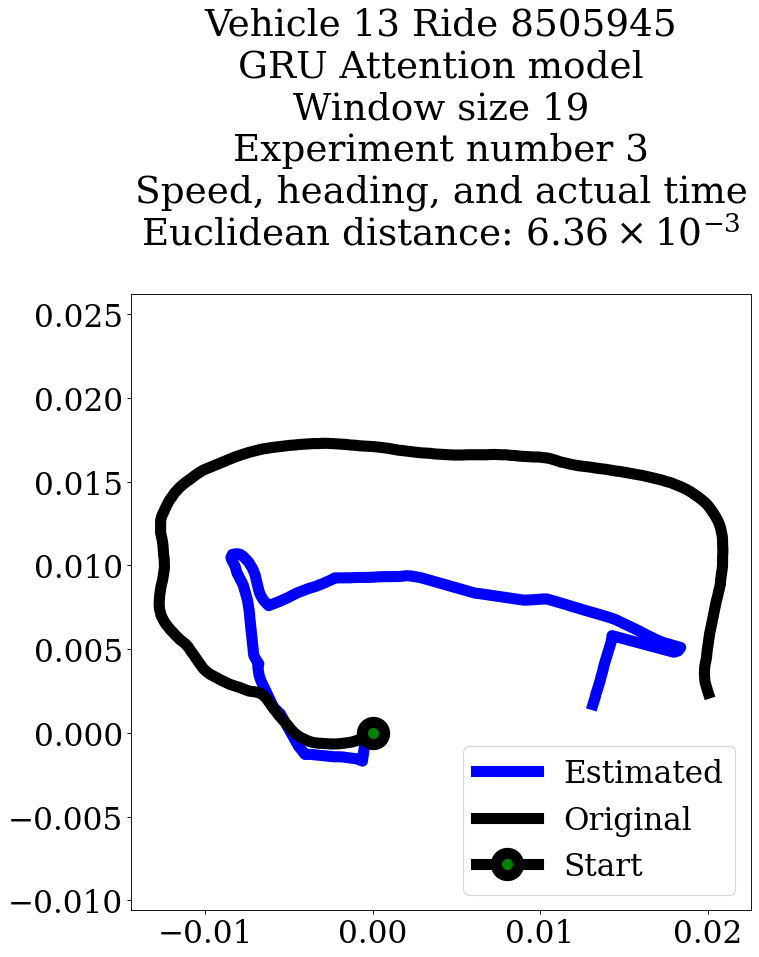 Vehicle 13 Ride 8505945
GRU Attention model
Window size 19
Experiment number 3
Speed, heading, and actual time
Euclidean distance: 6.36 × 10⁻³
0.025
0.020
0.015
0.010
0.005
0.000
−0.005
−0.010
−0.01 0.00 0.01 0.02
Estimated
Original
Start